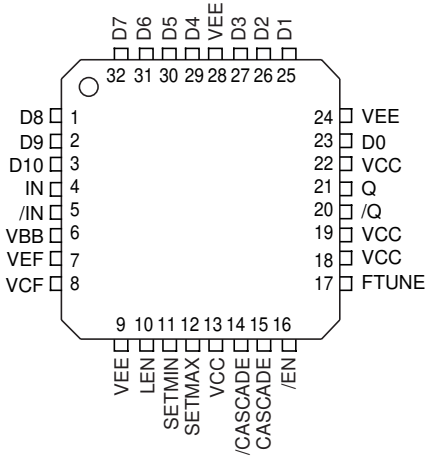 D7 D6 D5 D4 VEE D3 D2 D1
32 31 30 29 28 27 26 25
D8 1 24 VEE
D9 2 23 D0
D10 3 22 VCC
IN 4 21 Q
/IN 5 20 /Q
VBB 6 19 VCC
VEF 7 18 VCC
VCF 8 17 FTUNE
9 10 11 12 13 14 15 16
VEE LEN SETMIN SETMAX VCC /CASCADE CASCADE /EN